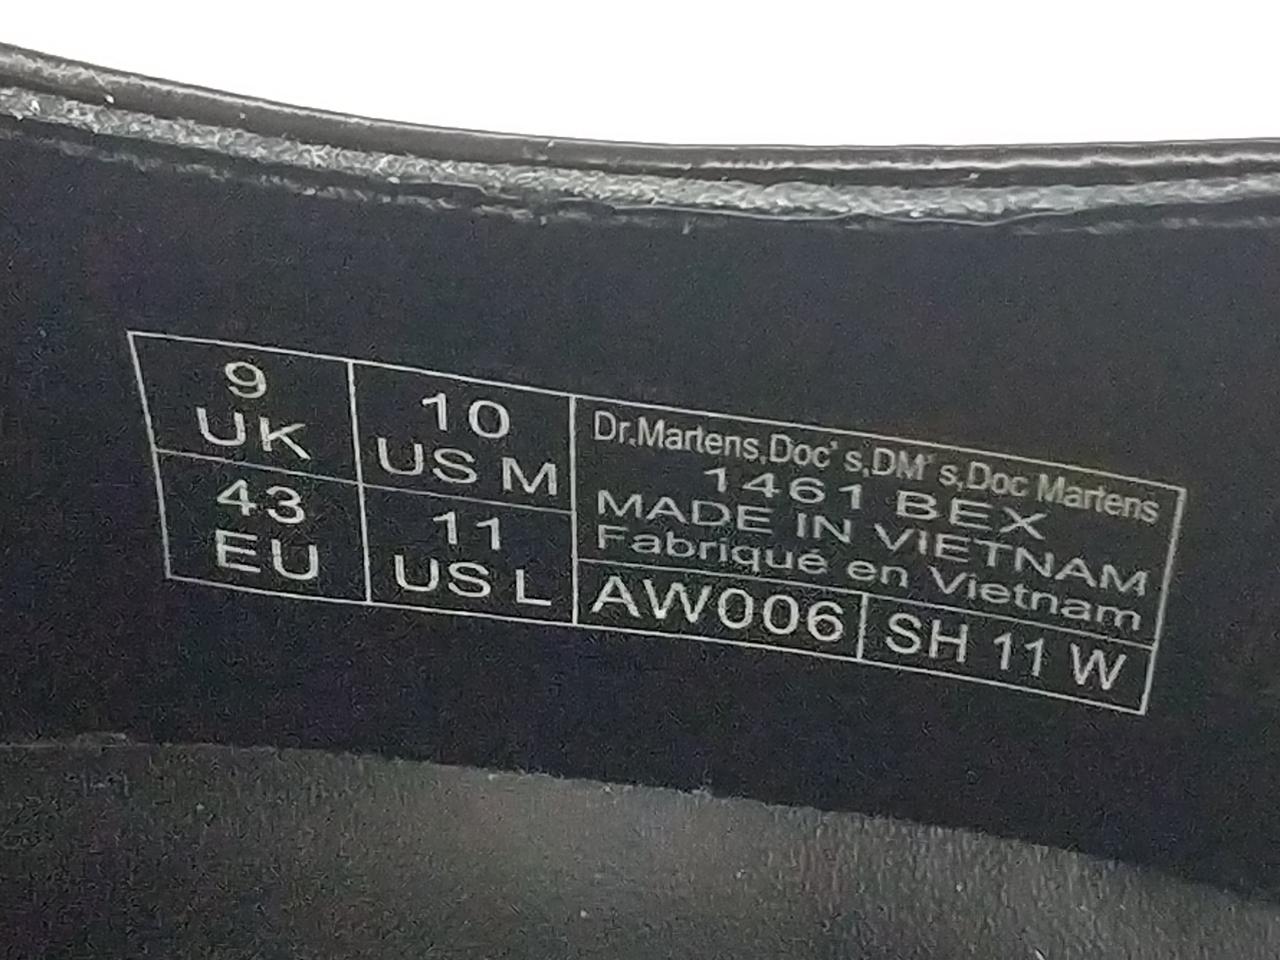 9
UK
10
US M
43
EU
11
US L
Dr.Martens,Doc's,DM's,Doc Martens
1461 BEX
MADE IN VIETNAM
Fabriqué en Vietnam
AW006
SH 11 W